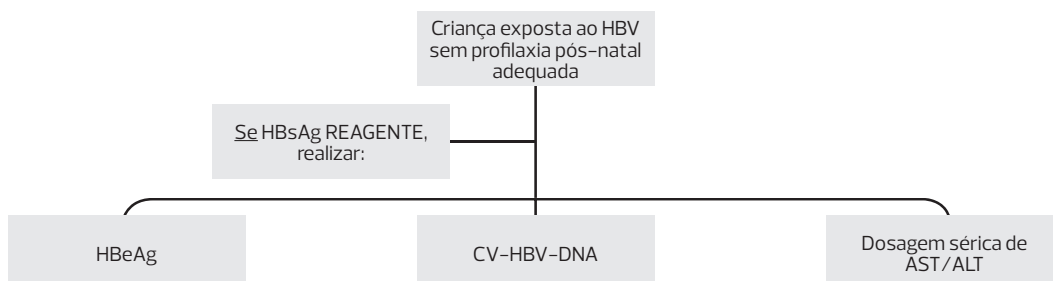 Criança exposta ao HBV
sem profilaxia pós-natal
adequada
Se HBsAg REAGENTE,
realizar:
HBeAg
CV-HBV-DNA
Dosagem sérica de
AST/ALT